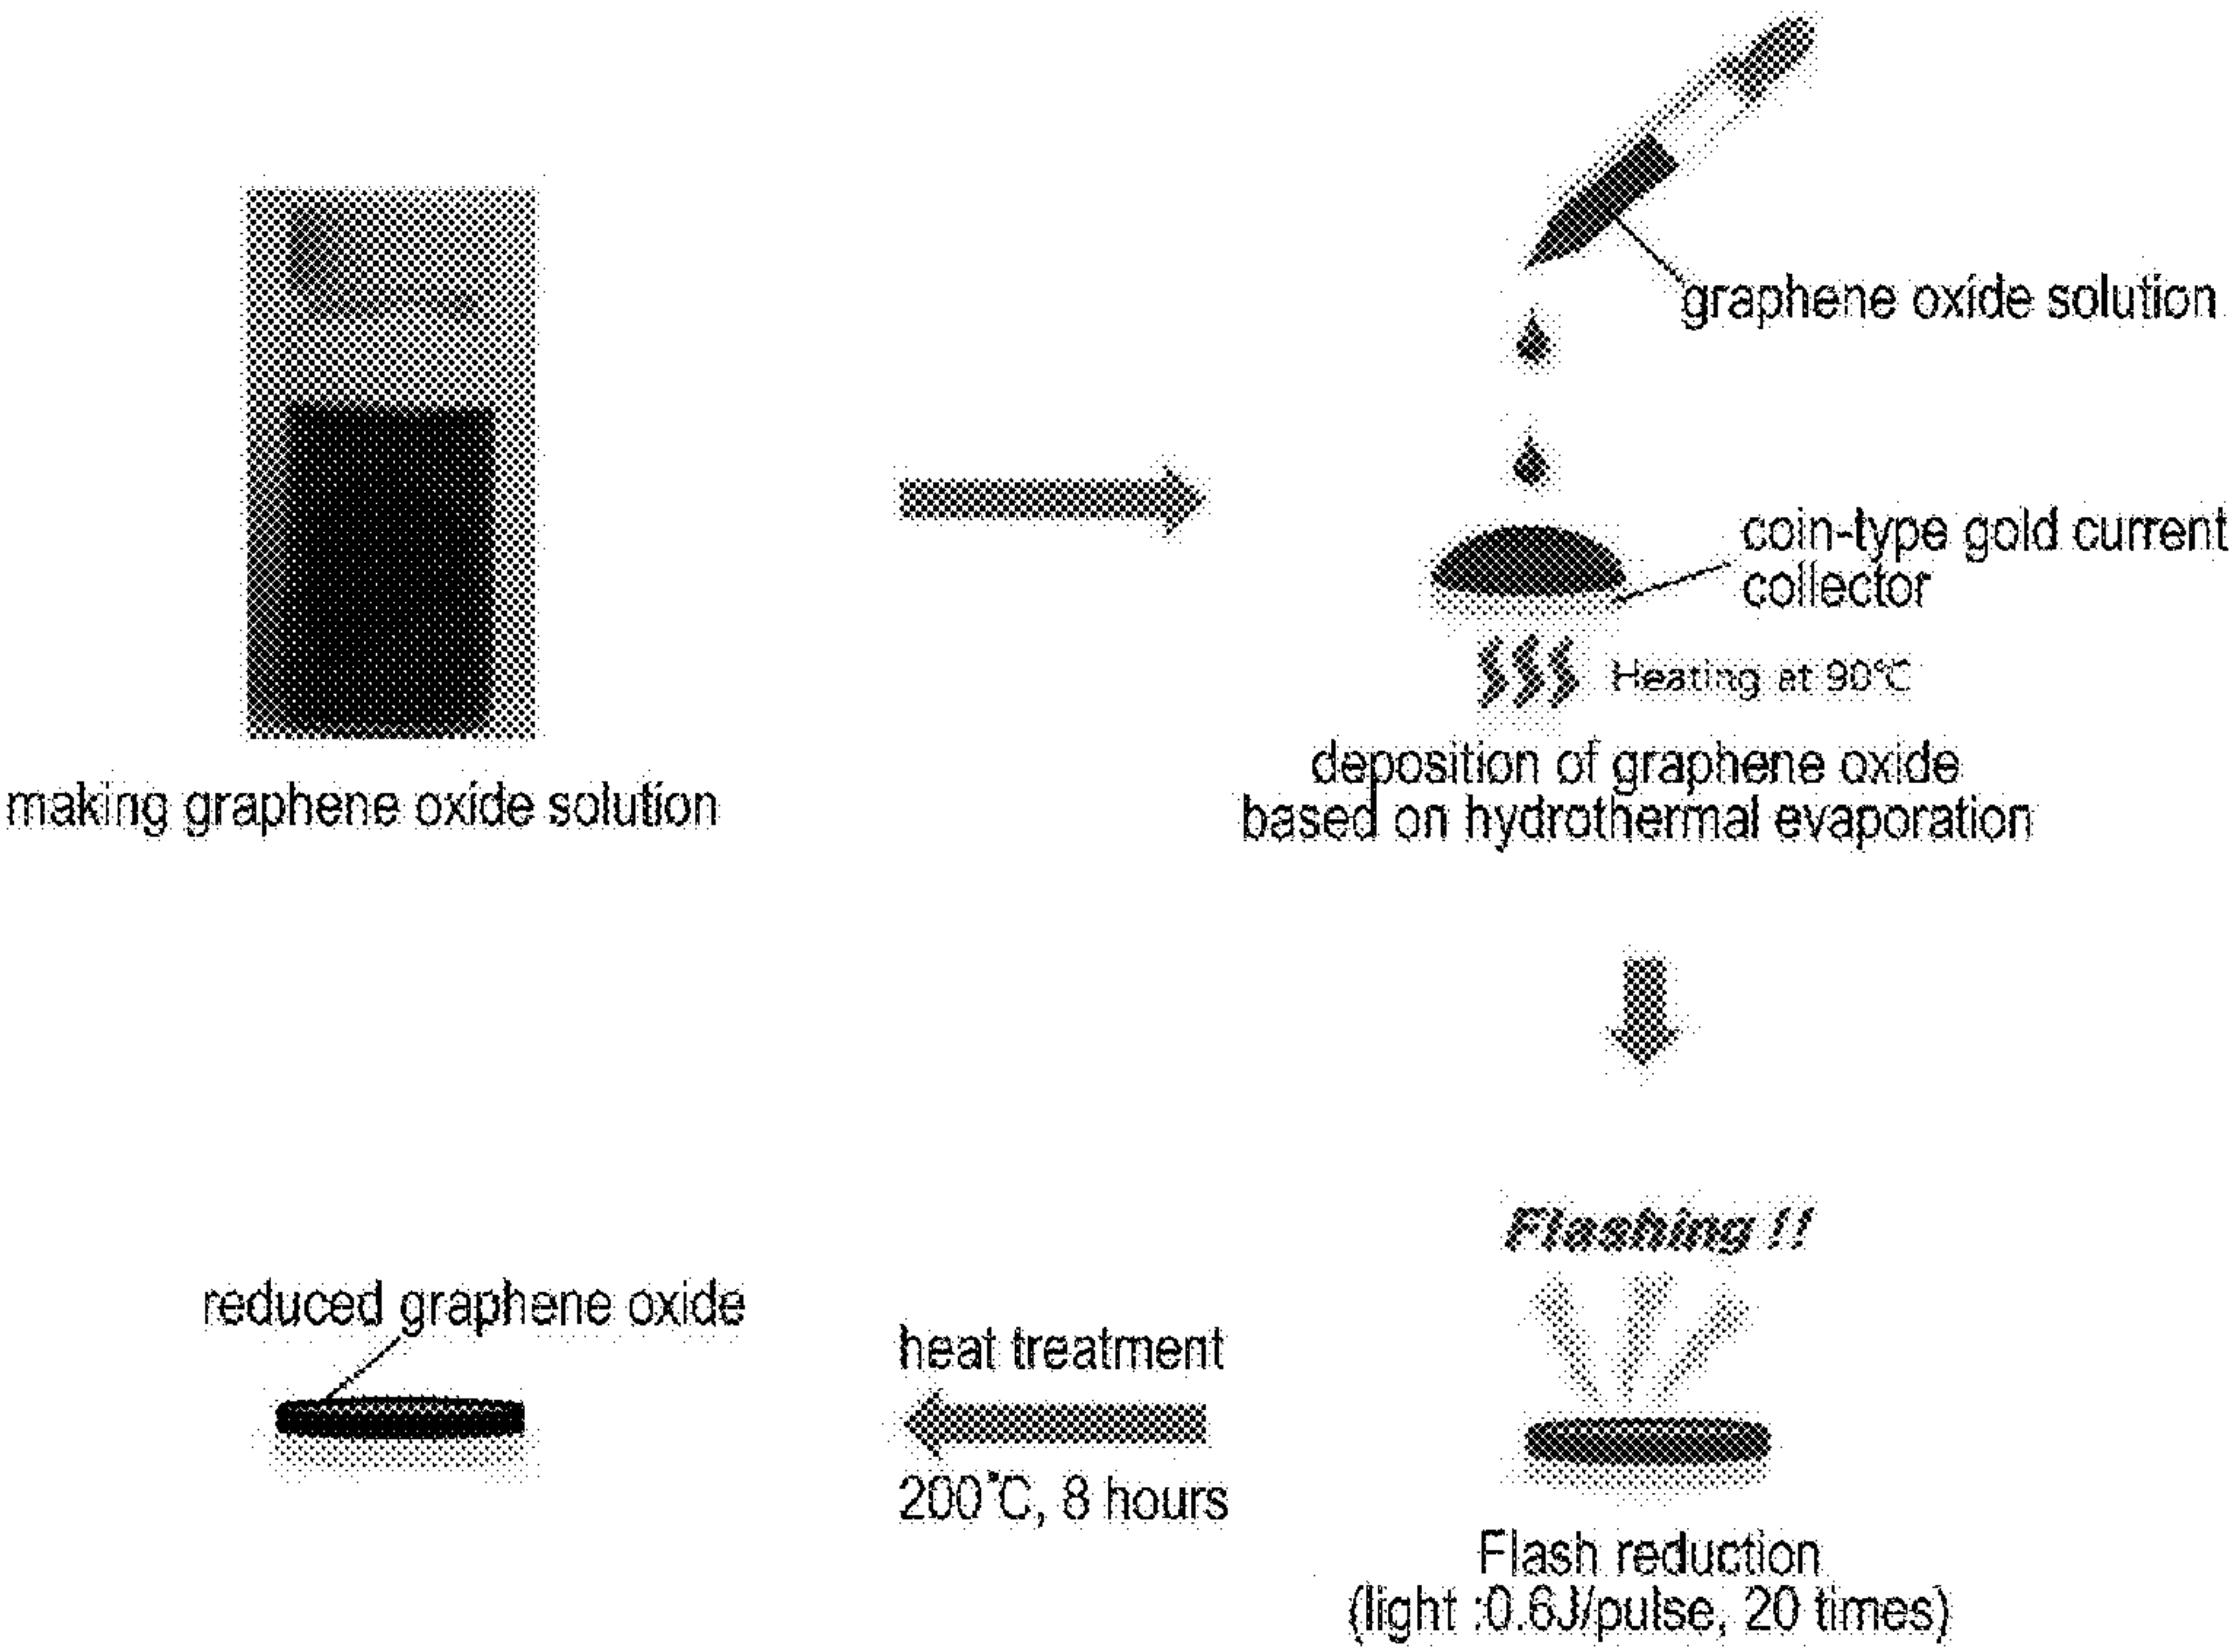 graphene oxide solution
coin-type gold current
collector
Heating at 90℃
making graphene oxide solution
deposition of graphene oxide
based on hydrothermal evaporation
Flashing !!
reduced graphene oxide
heat treatment
200°C, 8 hours
Flash reduction
(light :0.6J/pulse, 20 times)